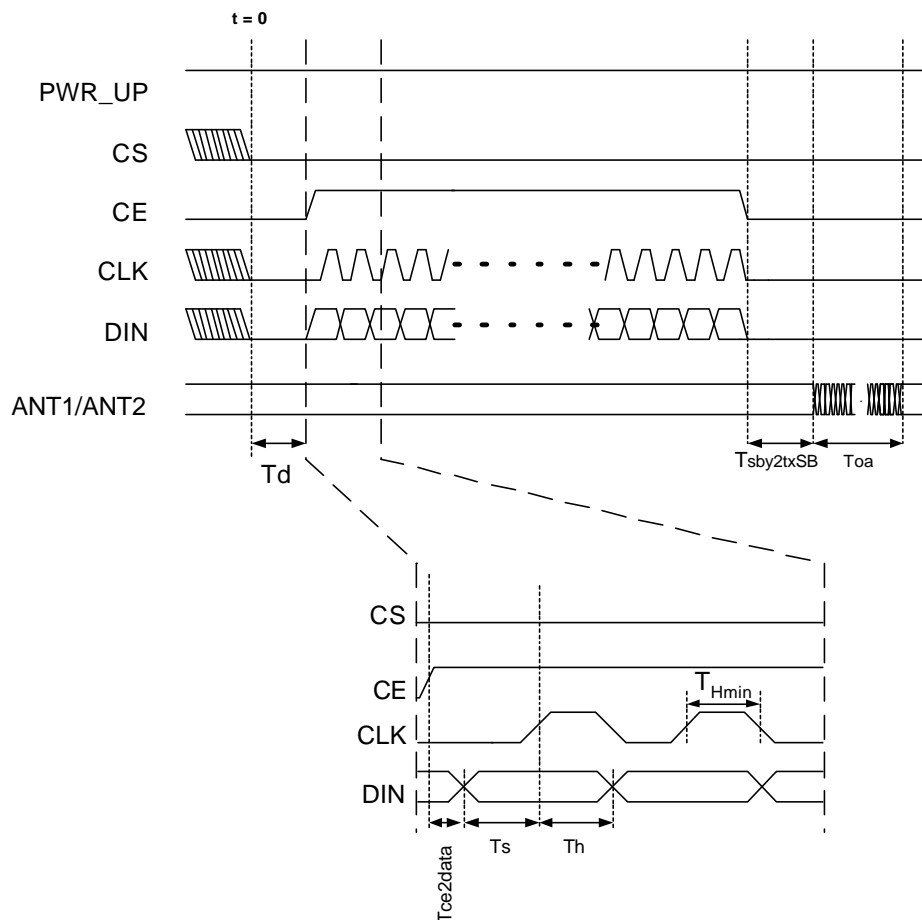 t = 0
PWR_UP
CS
CE
CLK
DIN
ANT1/ANT2
Td
Tsby2txSB
Toa
CS
CE
THmin
CLK
DIN
Tce2data
Ts
Th